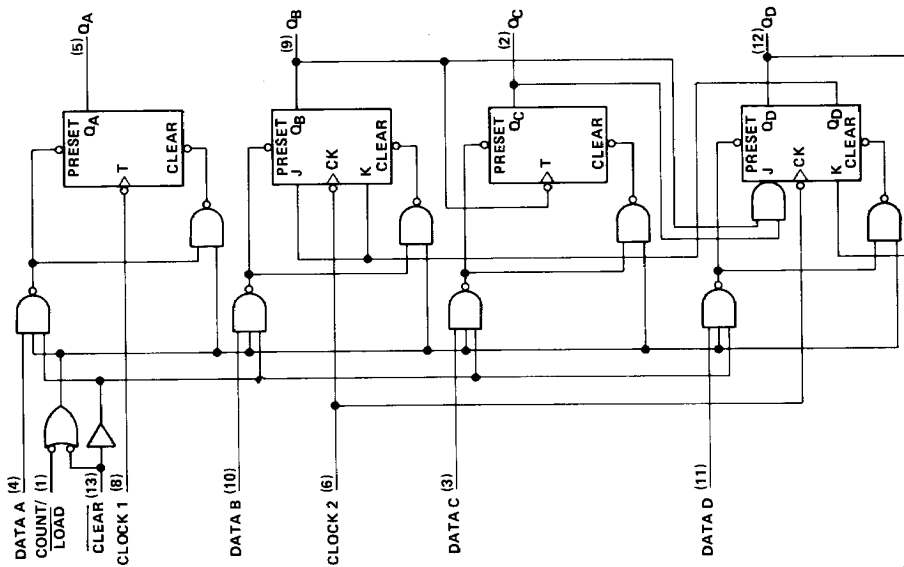 (5) QA
(9) QB
(2) QC
(12) QD
PRESET
QA
T
CLEAR
PRESET
QB
J
CK
K
CLEAR
PRESET
QC
T
CLEAR
PRESET
QD
J
CK
K
QD
CLEAR
DATA A (4)
COUNT/ (1)
LOAD
CLEAR (13)
CLOCK 1 (8)
DATA B (10)
CLOCK 2 (6)
DATA C (3)
DATA D (11)